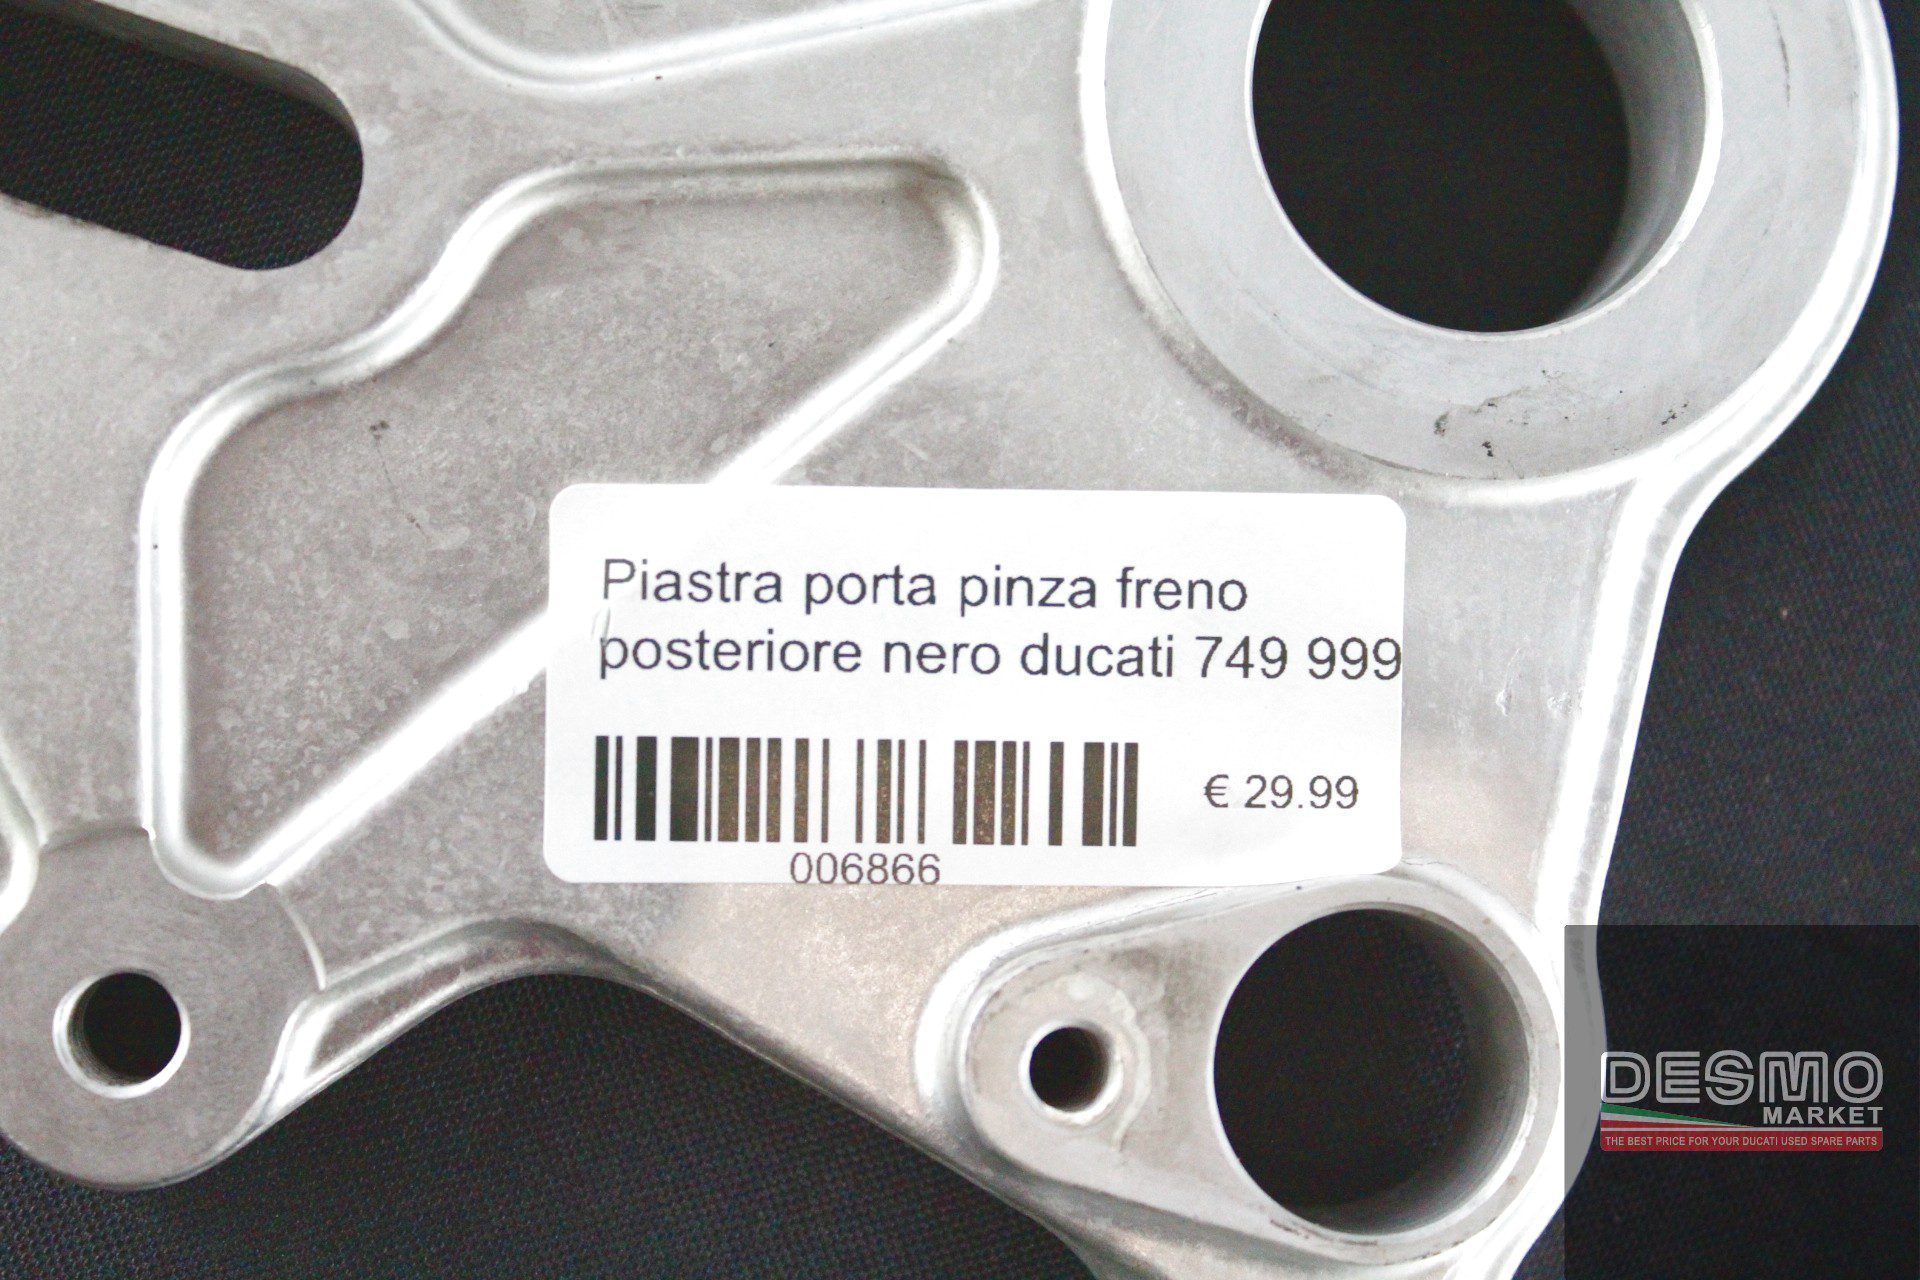 Piastra porta pinza freno
posteriore nero ducati 749 999
€ 29.99
006866
DESMO
MARKET
THE BEST PRICE FOR YOUR DUCATI USED SPARE PARTS